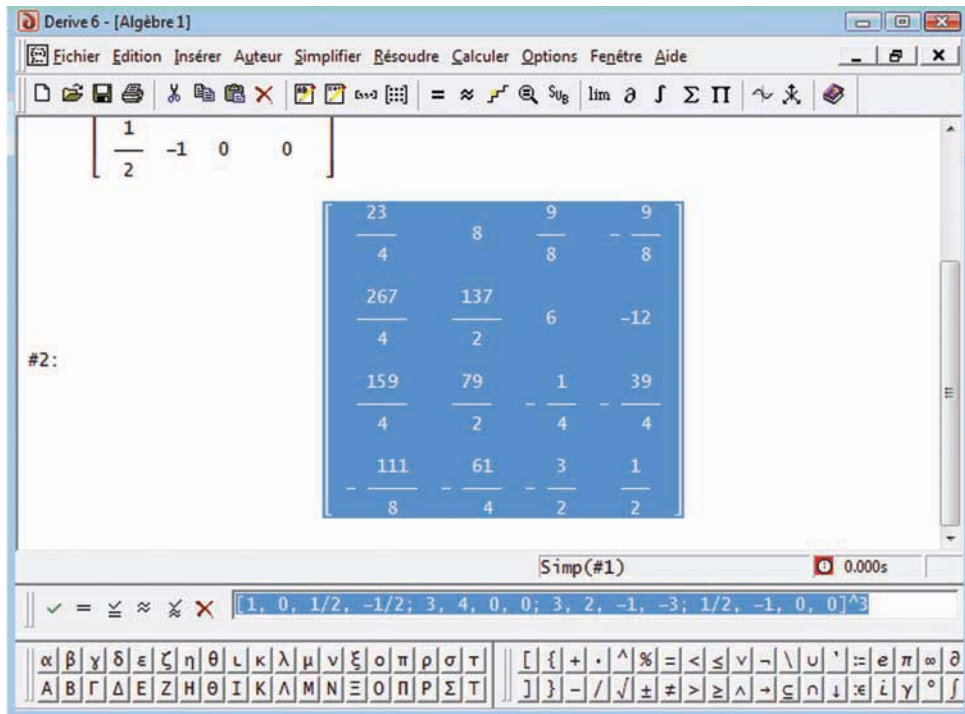 Derive 6 - [Algèbre 1]
Fichier Edition Insérer Auteur Simplifier Résoudre Calculer Options Fenêtre Aide
= ≈ Sub lim ∂ ∫ Σ Π
1/2 -1 0 0
#2:
23/4 8 9/8 -9/8
267/4 137/2 6 -12
159/4 79/2 -1/4 -39/4
-111/8 -61/4 -3/2 1/2
Simp(#1) 0.000s
[1, 0, 1/2, -1/2; 3, 4, 0, 0; 3, 2, -1, -3; 1/2, -1, 0, 0]^3
α β γ δ ε ζ η θ ι κ λ μ ν ξ ο π ρ σ τ [ { + · ^ % = < ≤ ∨ ¬ \ ∪ ' := e π ∞ ∂
Α Β Γ Δ Ε Ζ Η Θ Ι Κ Λ Μ Ν Ξ Ο Π Ρ Σ Τ ] } − / √ ± ≠ > ≥ ∧ → ⊆ ∩ ↓ :∈ i γ ° ∫